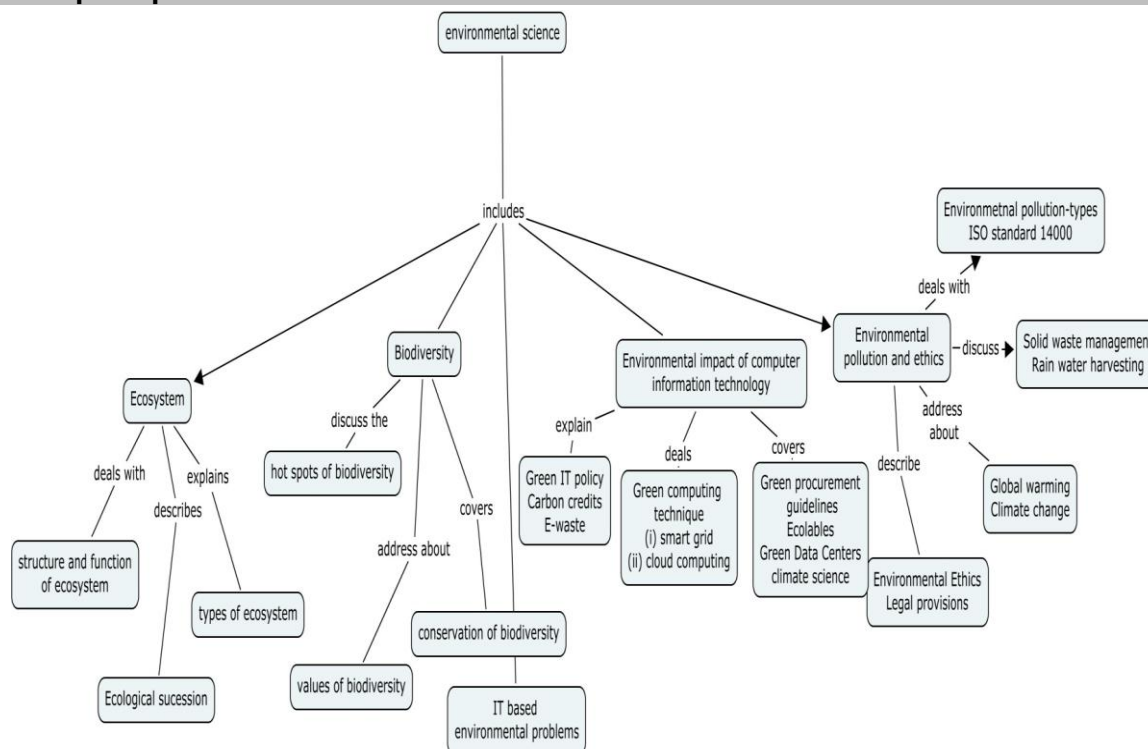 environmental science
includes
Environmetnal pollution-types
ISO standard 14000
deals with
Environmental
pollution and ethics
discuss
Solid waste management
Rain water harvesting
address
about
describe
Global warming
Climate change
Environmental Ethics
Legal provisions
Environmental impact of computer
information technology
explain
deals
covers
Green IT policy
Carbon credits
E-waste
Green computing
technique
(i) smart grid
(ii) cloud computing
Green procurement
guidelines
Ecolables
Green Data Centers
climate science
Biodiversity
discuss the
hot spots of biodiversity
covers
address about
conservation of biodiversity
values of biodiversity
IT based
environmental problems
Ecosystem
deals with
explains
describes
structure and function
of ecosystem
types of ecosystem
Ecological sucession